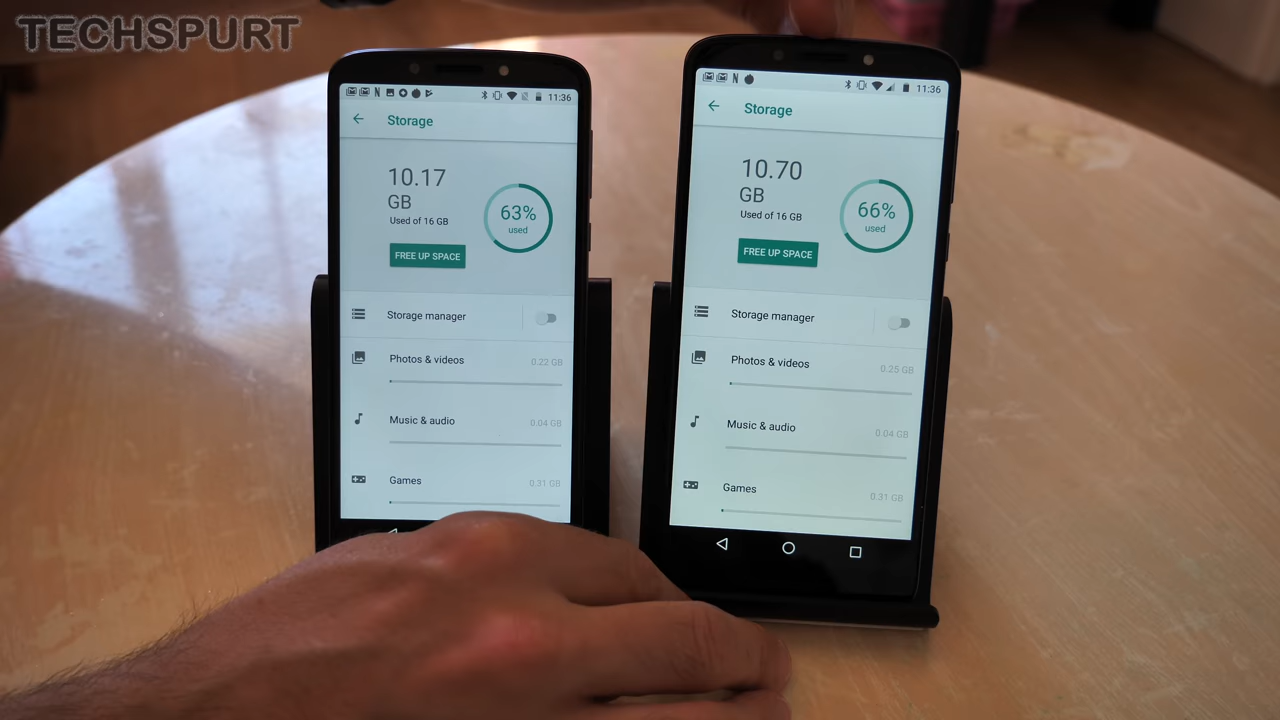 TECHSPURT
11:36
Storage
10.17
GB
Used of 16 GB
63%
used
FREE UP SPACE
Storage manager
Photos & videos 0.22 GB
Music & audio 0.04 GB
Games 0.31 GB
N 11:36
Storage
10.70
GB
Used of 16 GB
66%
used
FREE UP SPACE
Storage manager
Photos & videos 0.25 GB
Music & audio 0.04 GB
Games 0.31 GB